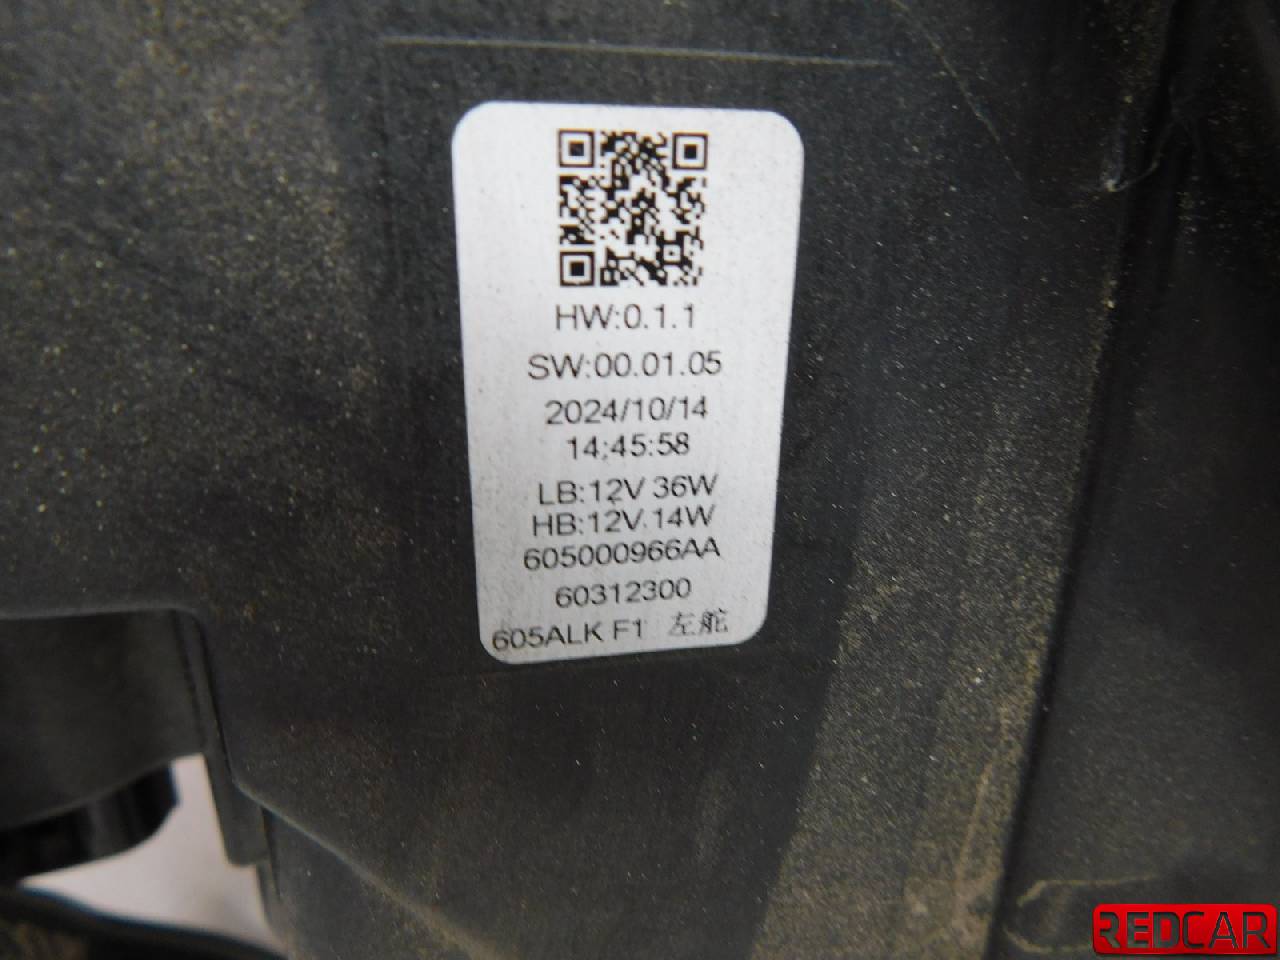 HW:0.1.1
SW:00.01.05
2024/10/14
14:45:58
LB:12V 36W
HB:12V 14W
605000966AA
60312300
605ALK F1 左舵
REDCAR